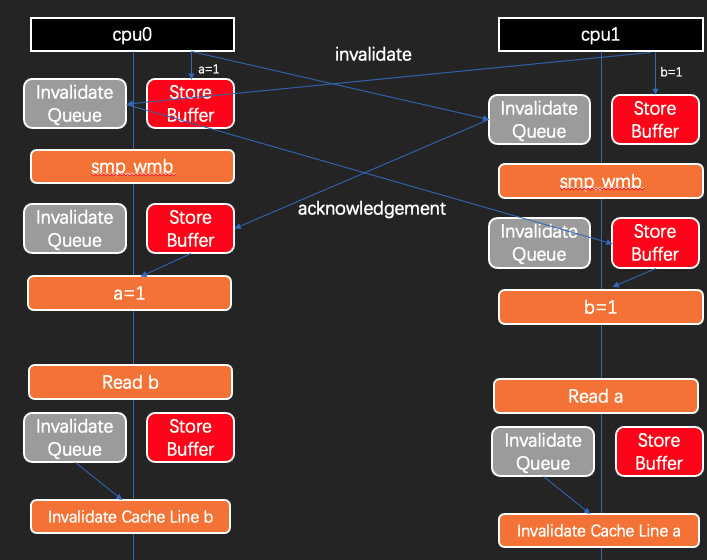 cpu0
cpu1
invalidate
a=1
b=1
Invalidate
Queue
Store
Buffer
Invalidate
Queue
Store
Buffer
smp_wmb
smp_wmb
acknowledgement
Invalidate
Queue
Store
Buffer
Invalidate
Queue
Store
Buffer
a=1
b=1
Read b
Read a
Invalidate
Queue
Store
Buffer
Invalidate
Queue
Store
Buffer
Invalidate Cache Line b
Invalidate Cache Line a